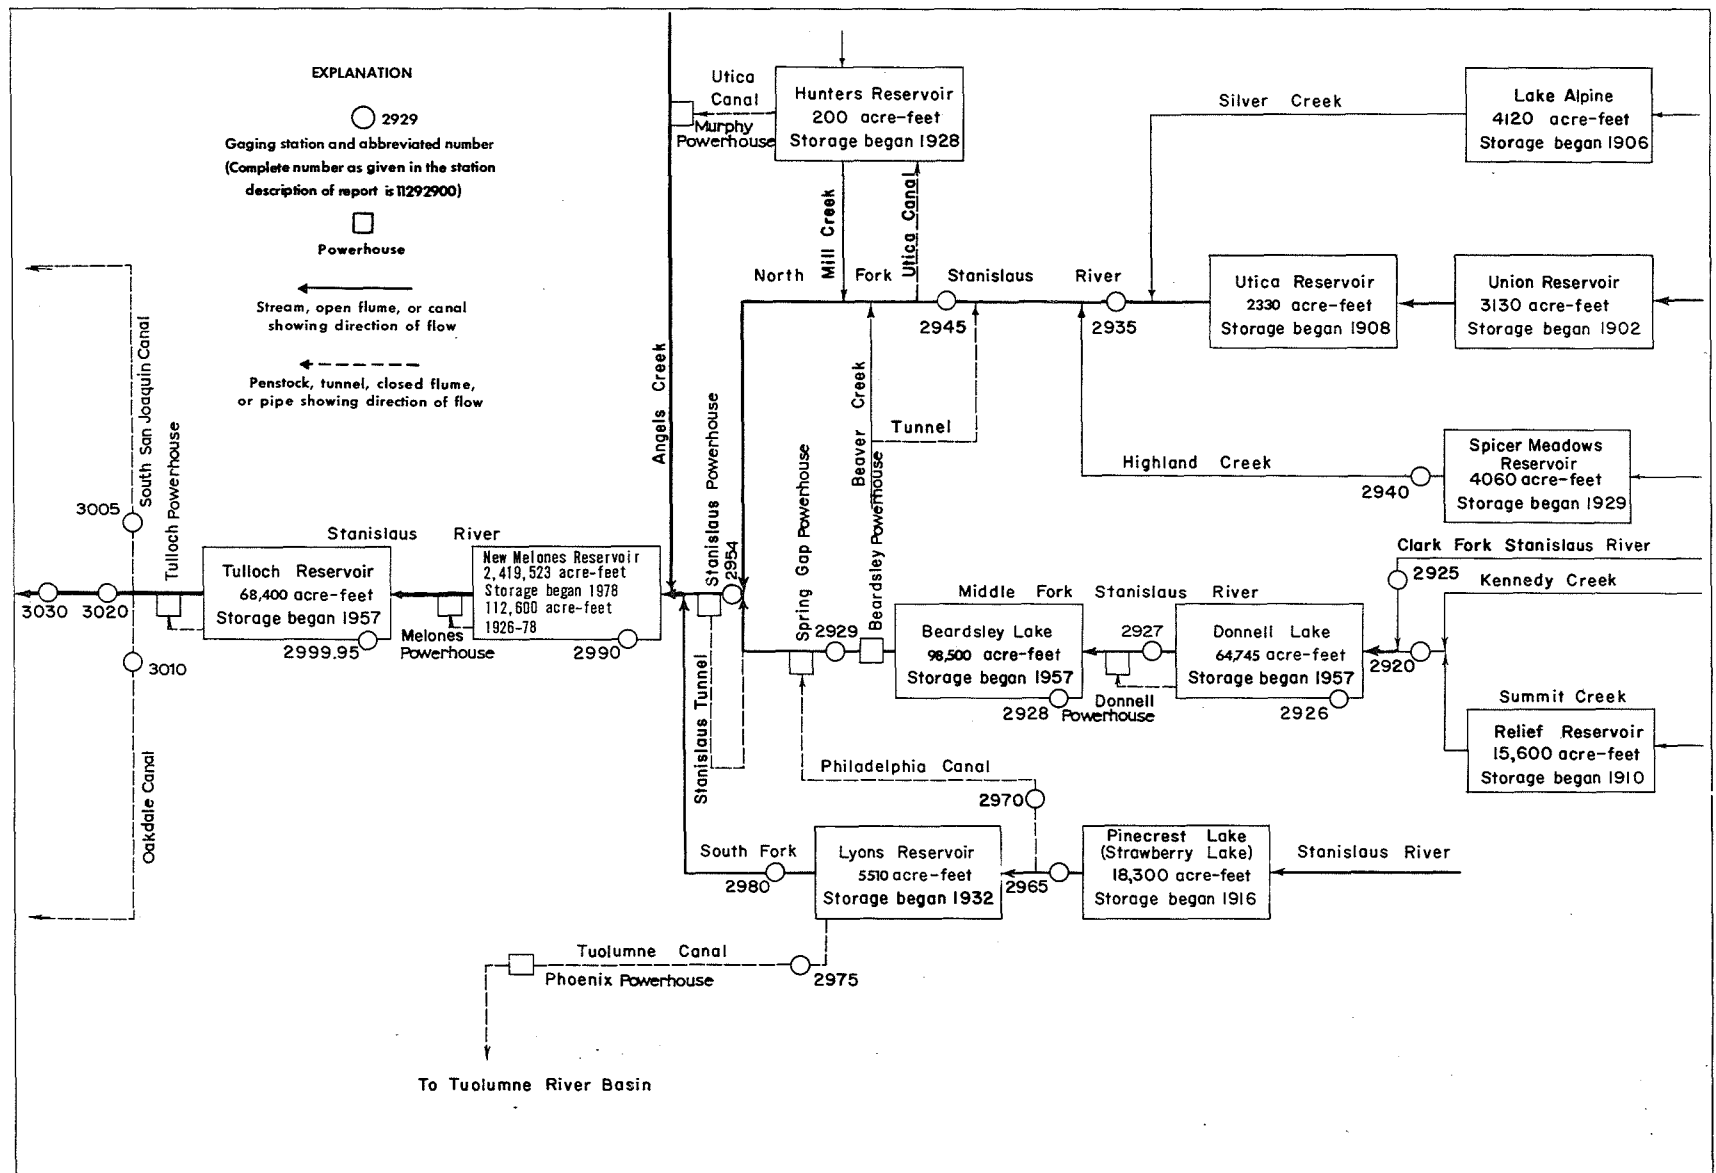 EXPLANATION
2929
Gaging station and abbreviated number
(Complete number as given in the station
description of report is 11292900)
Powerhouse
Stream, open flume, or canal
showing direction of flow
Penstock, tunnel, closed flume,
or pipe showing direction of flow
Utica
Canal
Murphy
Powerhouse
Hunters Reservoir
200 acre-feet
Storage began 1928
Silver Creek
Lake Alpine
4120 acre-feet
Storage began 1906
Mill Creek
Utica Canal
North Fork Stanislaus River
2945
2935
Utica Reservoir
2330 acre-feet
Storage began 1908
Union Reservoir
3130 acre-feet
Storage began 1902
Angels Creek
Beaver Creek
Tunnel
Highland Creek
2940
Spicer Meadows
Reservoir
4060 acre-feet
Storage began 1929
South San Joaquin Canal
Tulloch Powerhouse
3005
Stanislaus River
Tulloch Reservoir
68,400 acre-feet
Storage began 1957
2999.95
Melones
Powerhouse
New Melones Reservoir
2,419,523 acre-feet
Storage began 1978
112,600 acre-feet
1926-78
2990
Stanislaus Powerhouse
2954
Spring Gap Powerhouse
Beardsley Powerhouse
2929
Middle Fork Stanislaus River
Beardsley Lake
98,500 acre-feet
Storage began 1957
2928
2927
Donnell
Powerhouse
Donnell Lake
64,745 acre-feet
Storage began 1957
2926
Clark Fork Stanislaus River
2925
Kennedy Creek
2920
Summit Creek
Relief Reservoir
15,600 acre-feet
Storage began 1910
3030
3020
3010
Oakdale Canal
Stanislaus Tunnel
Philadelphia Canal
2970
South Fork
2980
Lyons Reservoir
5510 acre-feet
Storage began 1932
2965
Pinecrest Lake
(Strawberry Lake)
18,300 acre-feet
Storage began 1916
Stanislaus River
Tuolumne Canal
Phoenix Powerhouse
2975
To Tuolumne River Basin